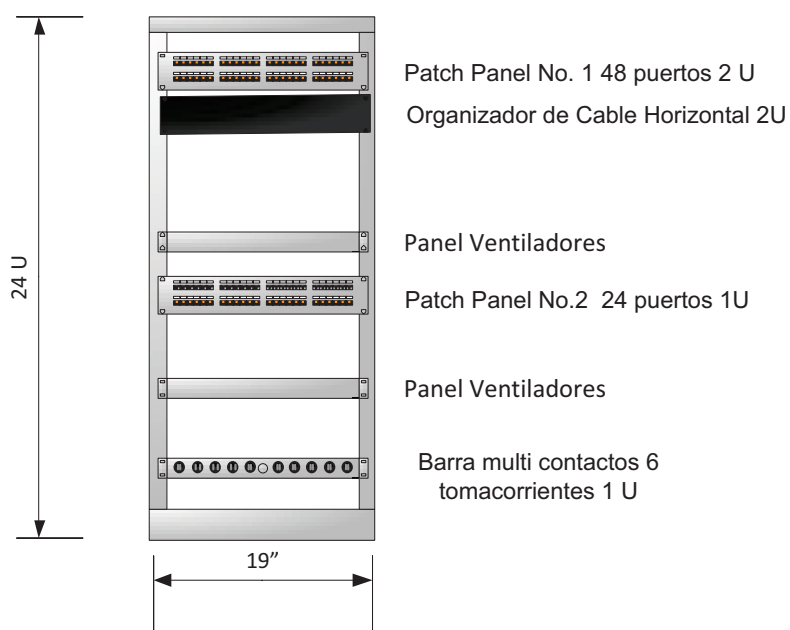 Patch Panel No. 1 48 puertos 2 U
Organizador de Cable Horizontal 2U
Panel Ventiladores
24 U
Patch Panel No.2 24 puertos 1U
Panel Ventiladores
Barra multi contactos 6
tomacorrientes 1 U
19”